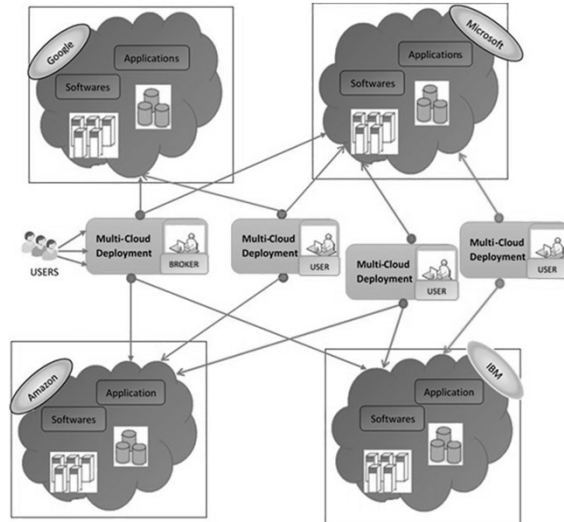 Google
Applications
Softwares
Microsoft
Applications
Softwares
USERS
Multi-Cloud
Deployment
BROKER
Multi-Cloud
Deployment
USER
Multi-Cloud
Deployment
USER
Multi-Cloud
Deployment
USER
Amazon
Application
Softwares
IBM
Application
Softwares